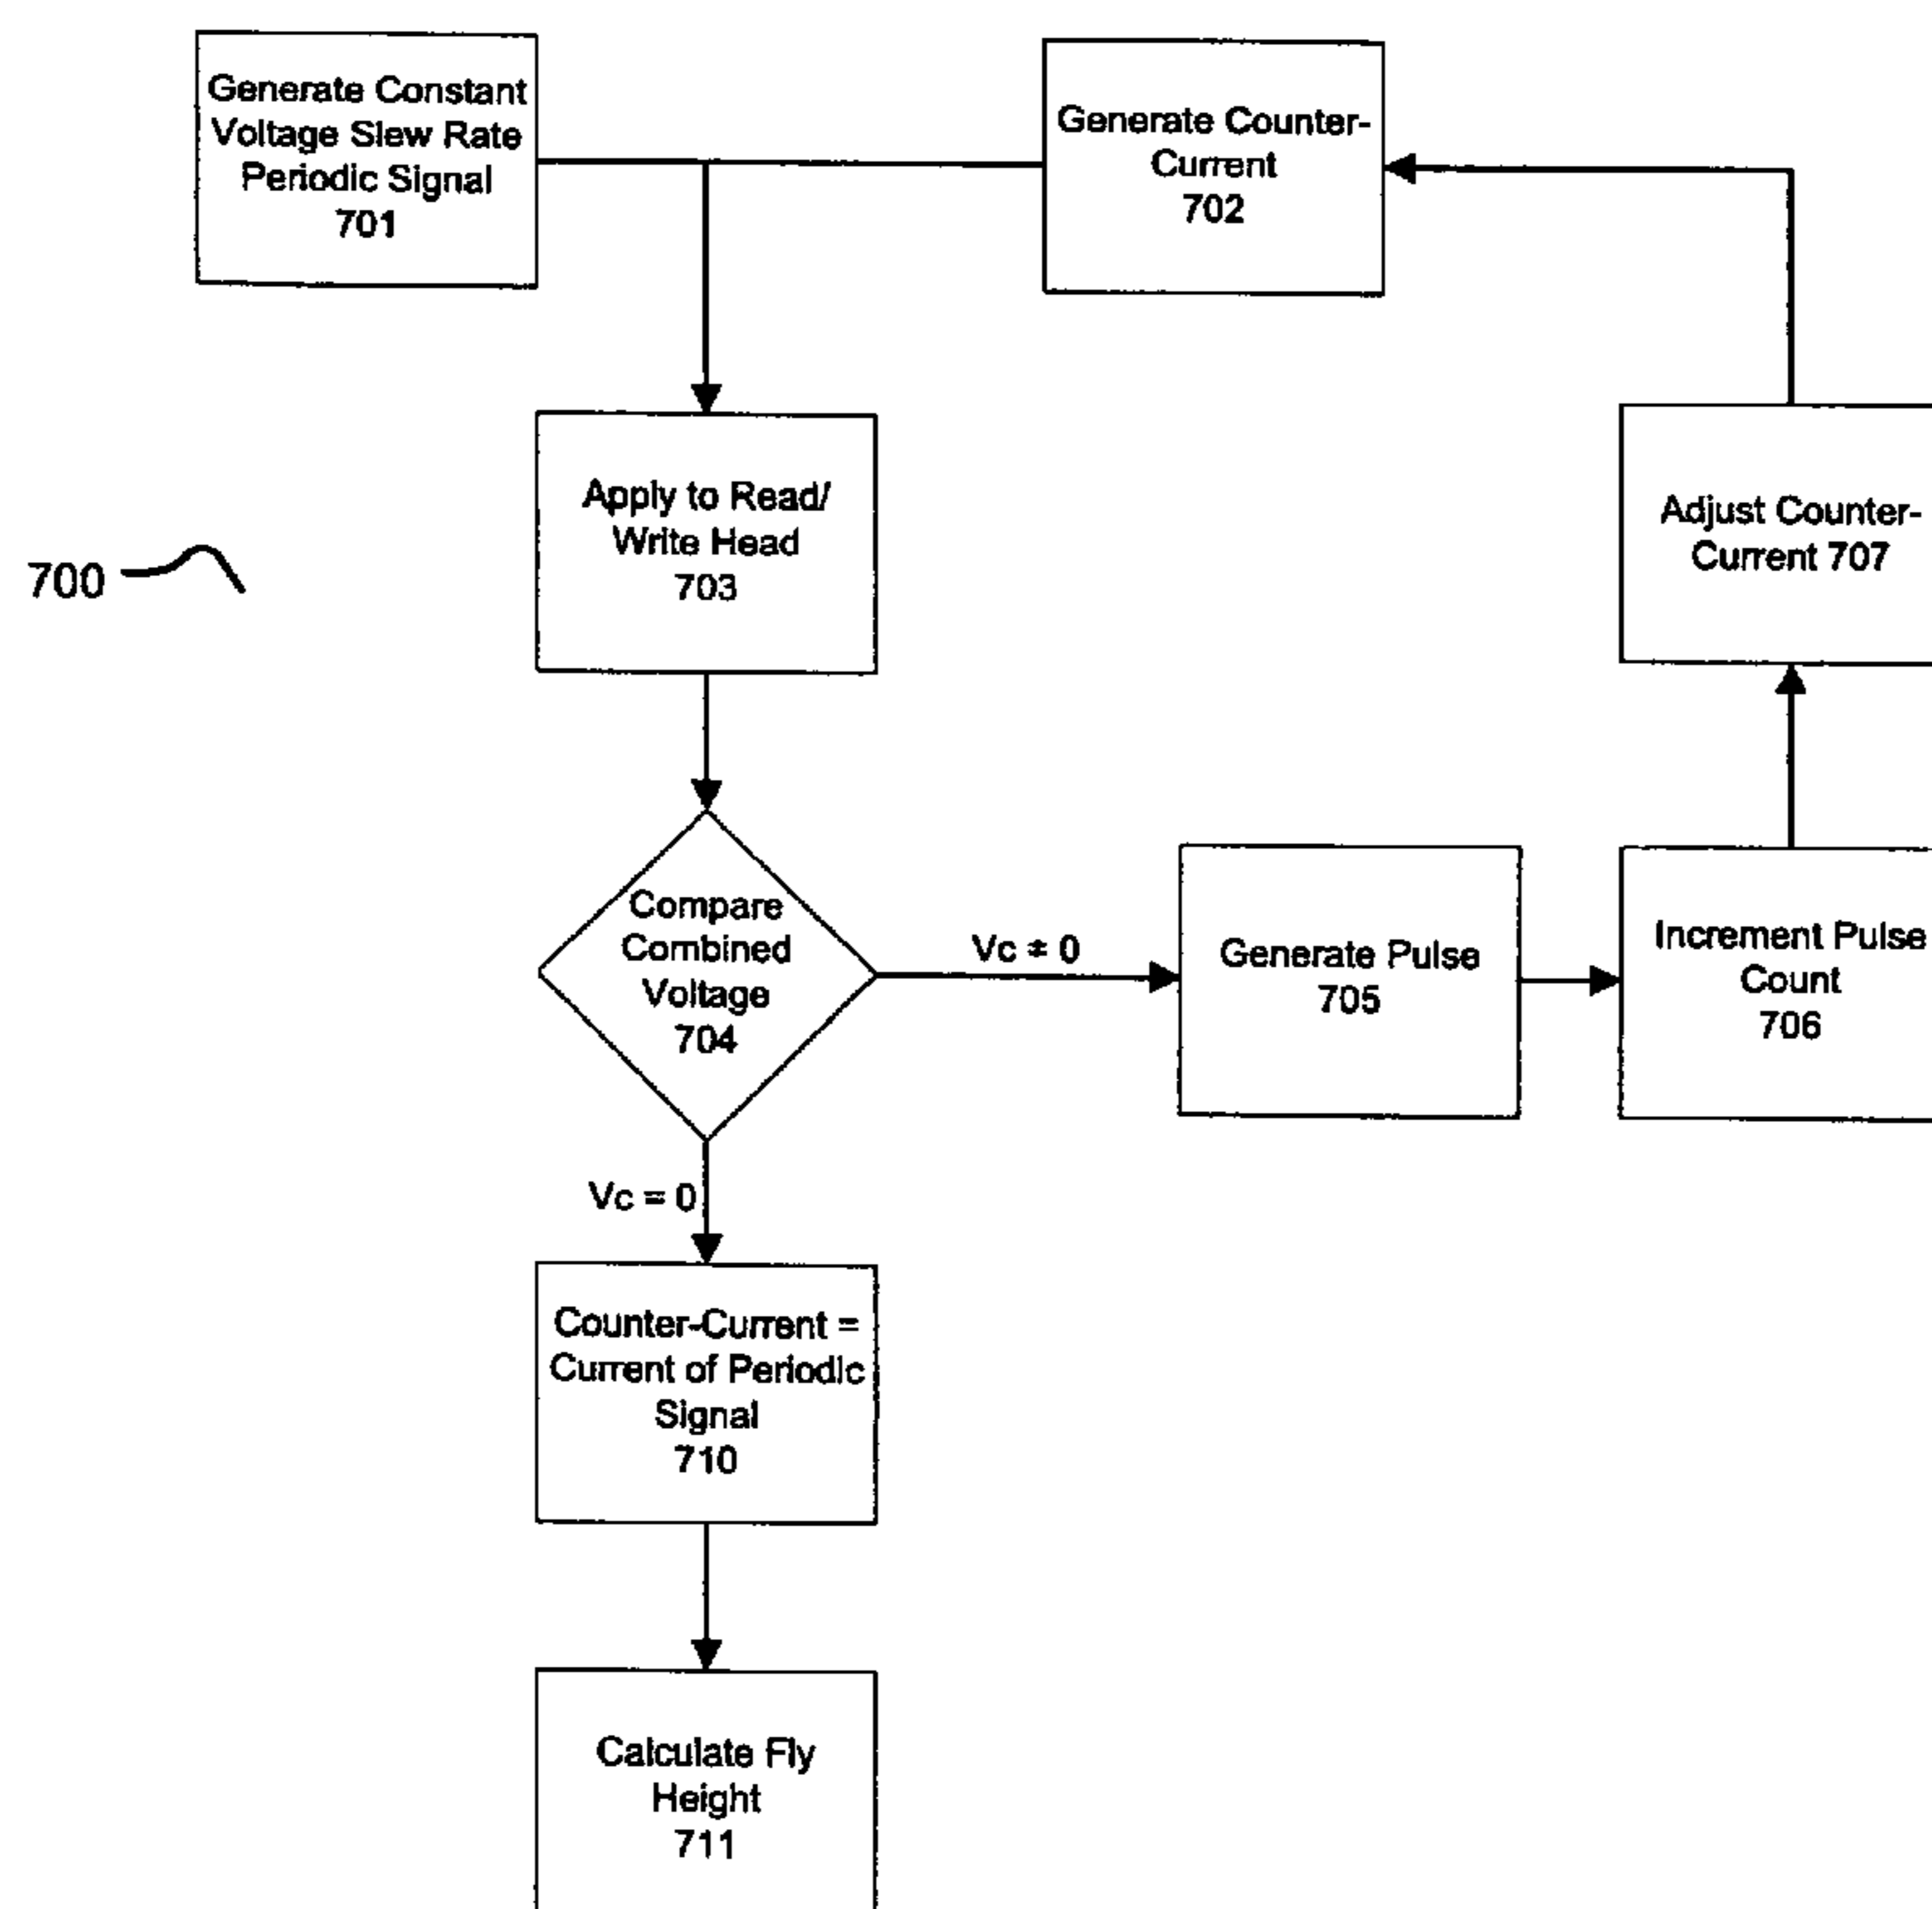 Generate Constant
Voltage Slew Rate
Periodic Signal
701
Generate Counter-
Current
702
Apply to Read/
Write Head
703
Adjust Counter-
Current 707
700
Compare
Combined
Voltage
704
Vc ≠ 0
Generate Pulse
705
Increment Pulse
Count
706
Vc = 0
Counter-Current =
Current of Periodic
Signal
710
Calculate Fly
Height
711